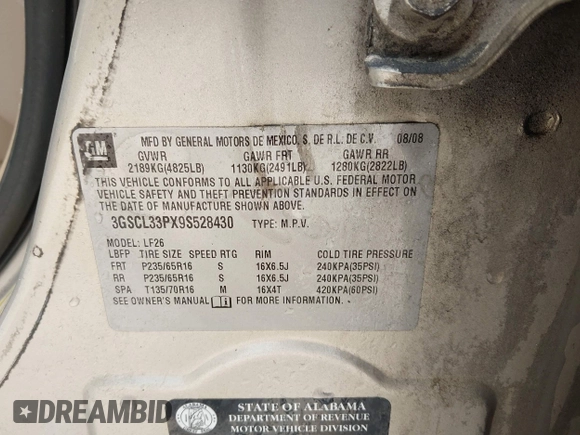 GM
MFD BY GENERAL MOTORS DE MEXICO, S. DE R.L. DE C.V. 08/08
GVWR GAWR FRT GAWR RR
2189KG(4825LB) 1130KG(2491LB) 1280KG(2822LB)
THIS VEHICLE CONFORMS TO ALL APPLICABLE U.S. FEDERAL MOTOR
VEHICLE SAFETY AND THEFT PREVENTION STANDARDS IN EFFECT ON
THE DATE OF MANUFACTURE SHOWN ABOVE.
3GSCL33PX9S528430 TYPE: M.P.V.
MODEL: LF26
LBFP TIRE SIZE SPEED RTG RIM COLD TIRE PRESSURE
FRT P235/65R16 S 16X6.5J 240KPA(35PSI)
RR P235/65R16 S 16X6.5J 240KPA(35PSI)
SPA T135/70R16 M 16X4T 420KPA(60PSI)
SEE OWNER'S MANUAL FOR MORE INFORMATION.
STATE OF ALABAMA
DEPARTMENT OF REVENUE
MOTOR VEHICLE DIVISION
DREAMBID